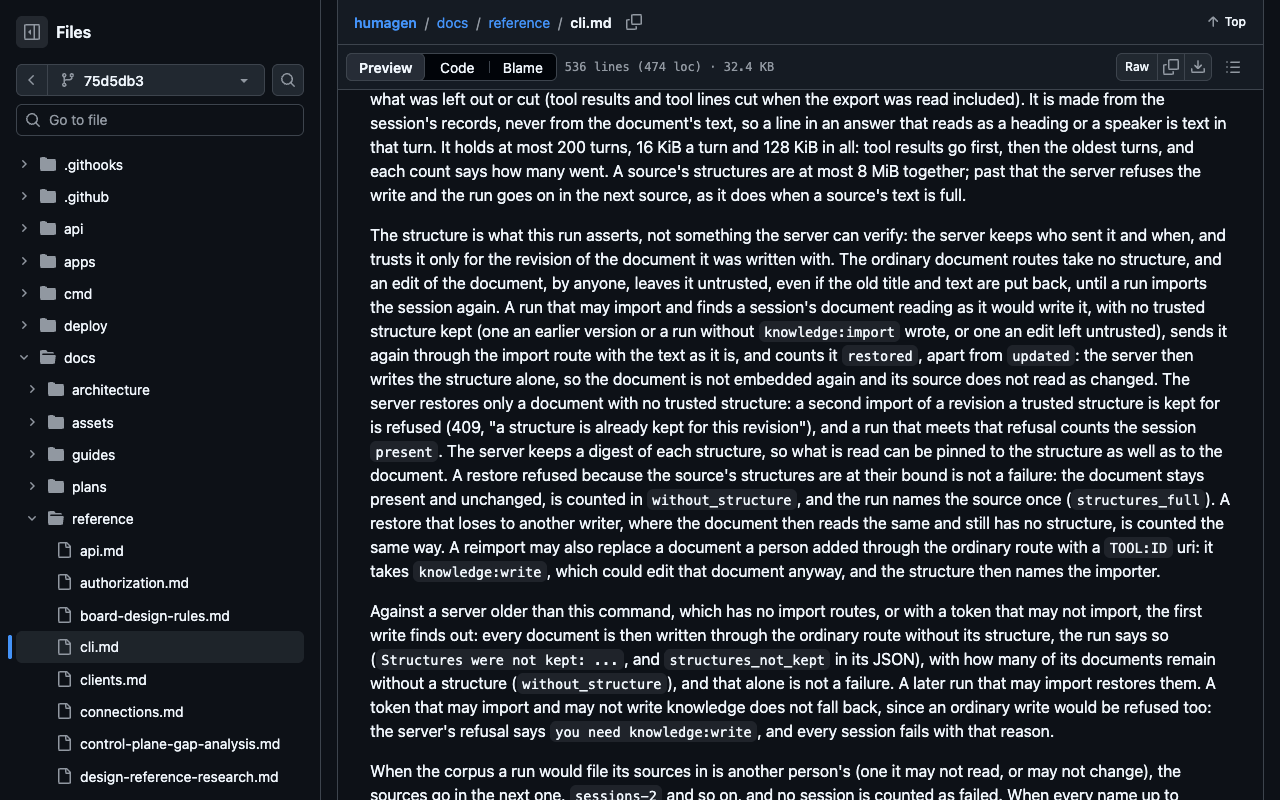 Files
75d5db3
Go to file
.githooks
.github
api
apps
cmd
deploy
docs
architecture
assets
guides
plans
reference
api.md
authorization.md
board-design-rules.md
cli.md
clients.md
connections.md
control-plane-gap-analysis.md
design-reference-research.md
humagen / docs / reference / cli.md
Top
Preview Code Blame 536 lines (474 loc) · 32.4 KB
Raw
what was left out or cut (tool results and tool lines cut when the export was read included). It is made from the
session's records, never from the document's text, so a line in an answer that reads as a heading or a speaker is text in
that turn. It holds at most 200 turns, 16 KiB a turn and 128 KiB in all: tool results go first, then the oldest turns, and
each count says how many went. A source's structures are at most 8 MiB together; past that the server refuses the
write and the run goes on in the next source, as it does when a source's text is full.
The structure is what this run asserts, not something the server can verify: the server keeps who sent it and when, and
trusts it only for the revision of the document it was written with. The ordinary document routes take no structure, and
an edit of the document, by anyone, leaves it untrusted, even if the old title and text are put back, until a run imports
the session again. A run that may import and finds a session's document reading as it would write it, with no trusted
structure kept (one an earlier version or a run without knowledge:import wrote, or one an edit left untrusted), sends it
again through the import route with the text as it is, and counts it restored, apart from updated: the server then
writes the structure alone, so the document is not embedded again and its source does not read as changed. The
server restores only a document with no trusted structure: a second import of a revision a trusted structure is kept for
is refused (409, "a structure is already kept for this revision"), and a run that meets that refusal counts the session
present. The server keeps a digest of each structure, so what is read can be pinned to the structure as well as to the
document. A restore refused because the source's structures are at their bound is not a failure: the document stays
present and unchanged, is counted in without_structure, and the run names the source once (structures_full). A
restore that loses to another writer, where the document then reads the same and still has no structure, is counted the
same way. A reimport may also replace a document a person added through the ordinary route with a TOOL:ID uri: it
takes knowledge:write, which could edit that document anyway, and the structure then names the importer.
Against a server older than this command, which has no import routes, or with a token that may not import, the first
write finds out: every document is then written through the ordinary route without its structure, the run says so
(Structures were not kept: ..., and structures_not_kept in its JSON), with how many of its documents remain
without a structure (without_structure), and that alone is not a failure. A later run that may import restores them. A
token that may import and may not write knowledge does not fall back, since an ordinary write would be refused too:
the server's refusal says you need knowledge:write, and every session fails with that reason.
When the corpus a run would file its sources in is another person's (one it may not read, or may not change), the
sources go in the next one, sessions-2 and so on, and no session is counted as failed. When every name up to